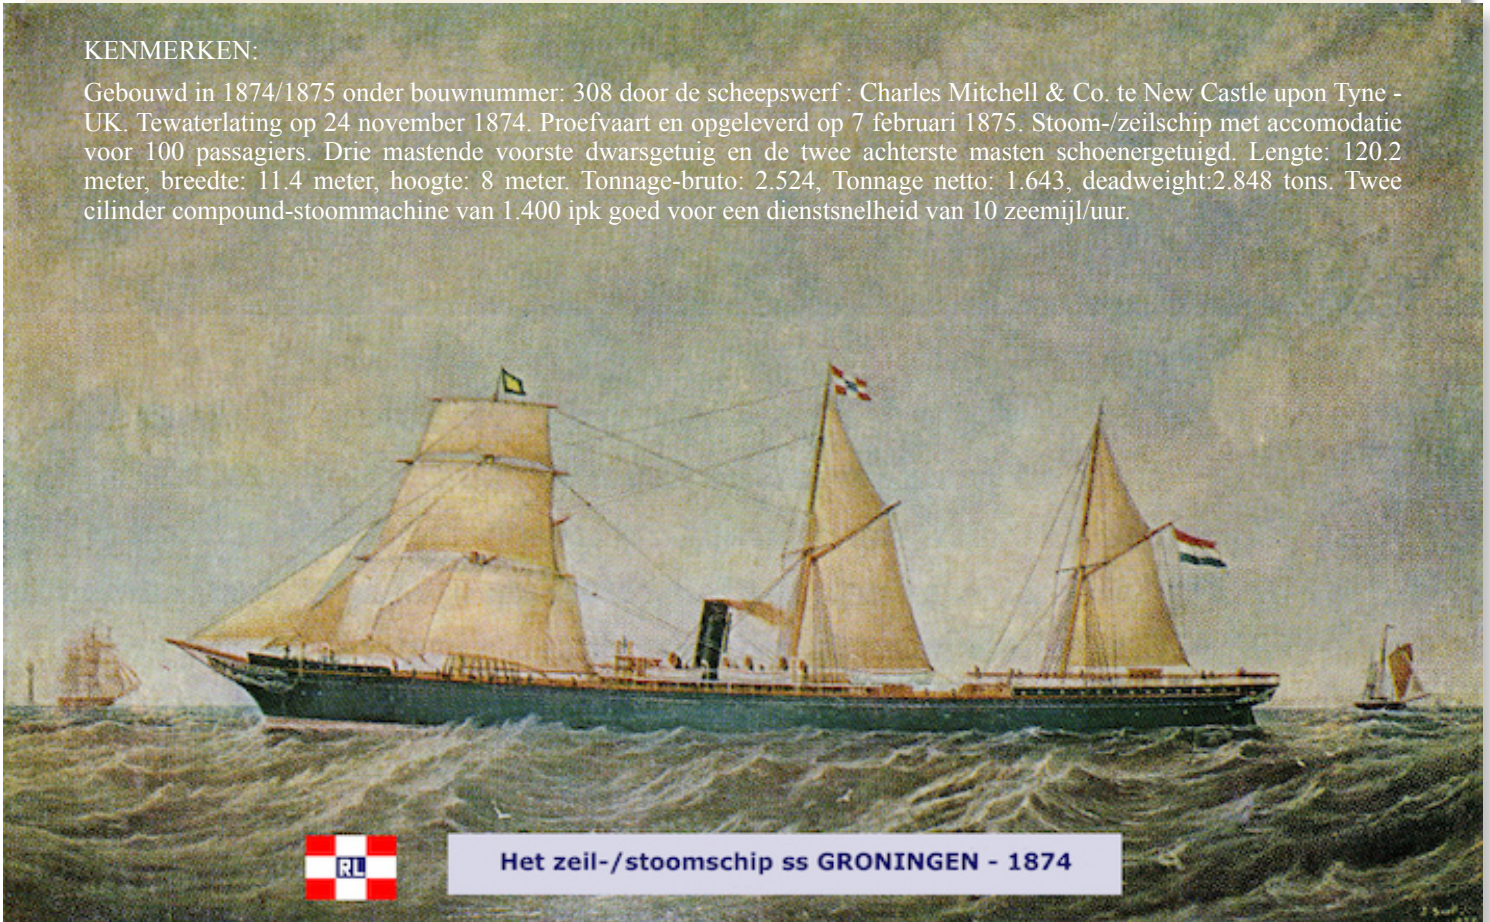 KENMERKEN:
Gebouwd in 1874/1875 onder bouwnummer: 308 door de scheepswerf : Charles Mitchell & Co. te New Castle upon Tyne -
UK. Tewaterlating op 24 november 1874. Proefvaart en opgeleverd op 7 februari 1875. Stoom-/zeilschip met accomodatie
voor 100 passagiers. Drie mastende voorste dwarsgetuig en de twee achterste masten schoenergetuigd. Lengte: 120.2
meter, breedte: 11.4 meter, hoogte: 8 meter. Tonnage-bruto: 2.524, Tonnage netto: 1.643, deadweight:2.848 tons. Twee
cilinder compound-stoommachine van 1.400 ipk goed voor een dienstsnelheid van 10 zeemijl/uur.
RL
Het zeil-/stoomschip ss GRONINGEN - 1874